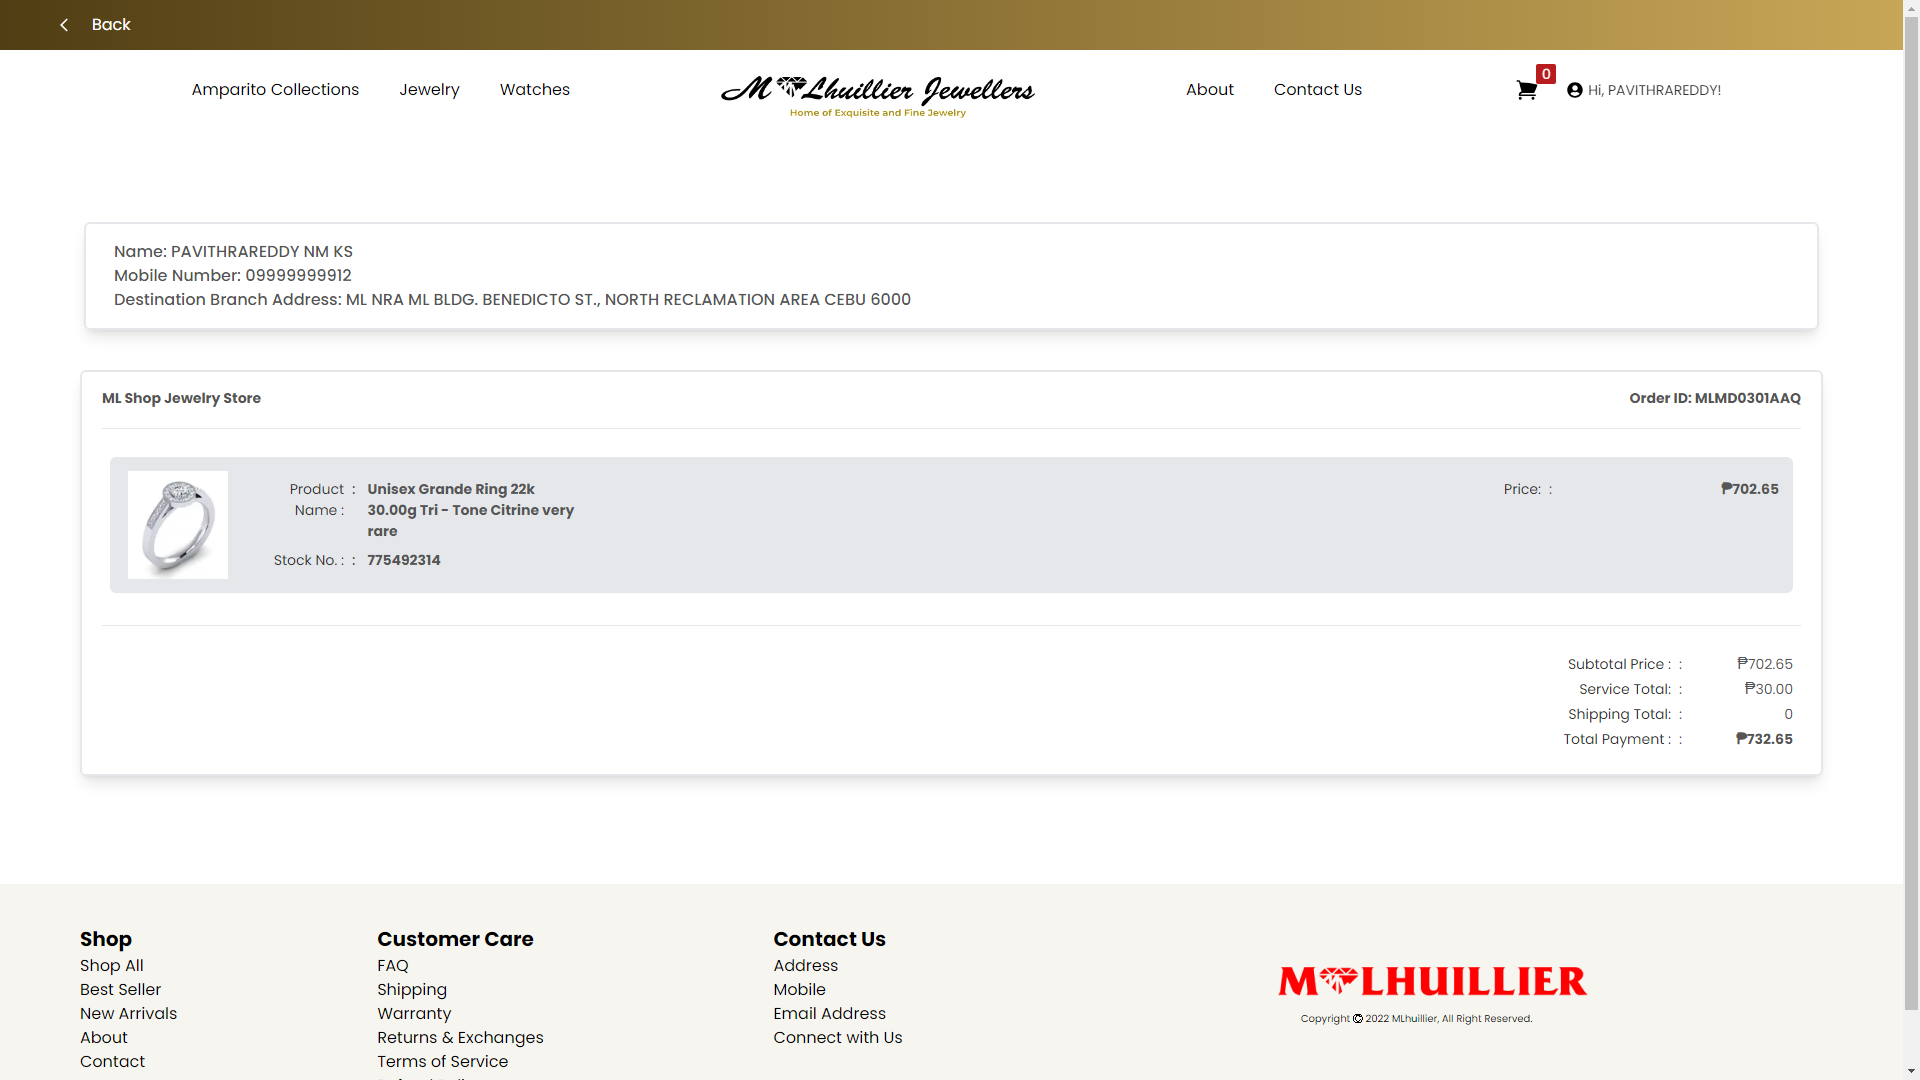 Back
Amparito Collections Jewelry Watches
M Lhuillier Jewellers
Home of Exquisite and Fine Jewelry
About Contact Us
0
Hi, PAVITHRAREDDY!
Name: PAVITHRAREDDY NM KS
Mobile Number: 09999999912
Destination Branch Address: ML NRA ML BLDG. BENEDICTO ST., NORTH RECLAMATION AREA CEBU 6000
ML Shop Jewelry Store Order ID: MLMD0301AAQ
Product : Unisex Grande Ring 22k Price: : ₱702.65
Name : 30.00g Tri - Tone Citrine very
rare
Stock No. : : 775492314
Subtotal Price : : ₱702.65
Service Total: : ₱30.00
Shipping Total: : 0
Total Payment : : ₱732.65
Shop
Shop All
Best Seller
New Arrivals
About
Contact
Customer Care
FAQ
Shipping
Warranty
Returns & Exchanges
Terms of Service
Contact Us
Address
Mobile
Email Address
Connect with Us
M LHUILLIER
Copyright © 2022 MLhuillier, All Right Reserved.